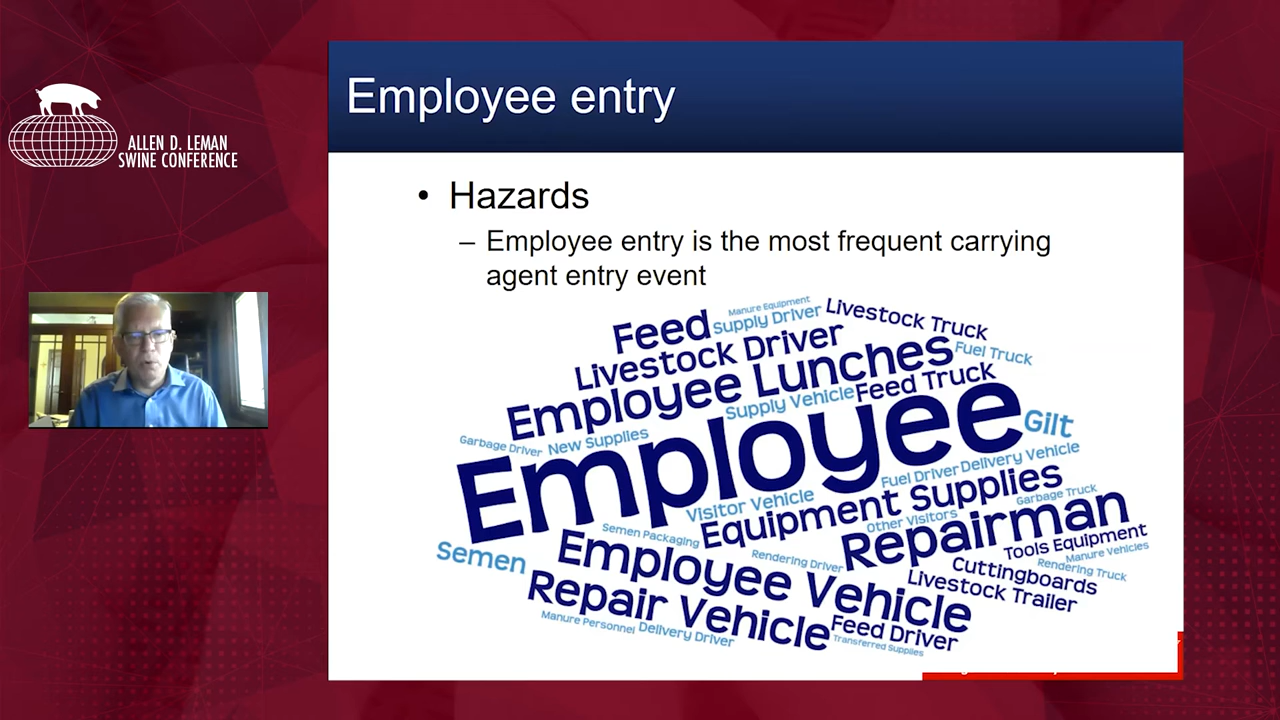 ALLEN D. LEMAN
SWINE CONFERENCE
Employee entry
• Hazards
– Employee entry is the most frequent carrying
agent entry event
Manure Equipment
Feed
Supply Driver
Livestock Truck
Livestock Driver
Fuel Truck
Employee Lunches
Supply Vehicle
Feed Truck
Garbage Driver
New Supplies
Employee
Gilt
Fuel Driver
Delivery Vehicle
Visitor Vehicle
Equipment Supplies
Garbage Truck
Semen Packaging
Other Visitors
Repairman
Semen
Rendering Driver
Tools Equipment
Manure Vehicles
Employee Vehicle
Cuttingboards
Rendering Truck
Livestock Trailer
Repair Vehicle
Feed Driver
Manure Personnel
Delivery Driver
Transferred Supplies